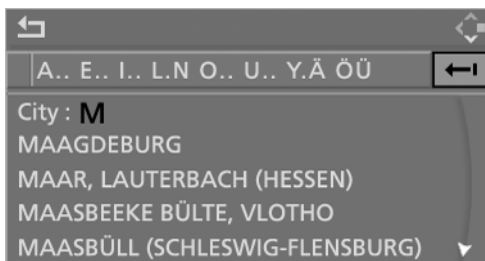 A.. E.. I.. L.N O.. U.. Y.Ä ÖÜ
City : M
MAAGDEBURG
MAAR, LAUTERBACH (HESSEN)
MAASBEEKE BÜLTE, VLOTHO
MAASBÜLL (SCHLESWIG-FLENSBURG)